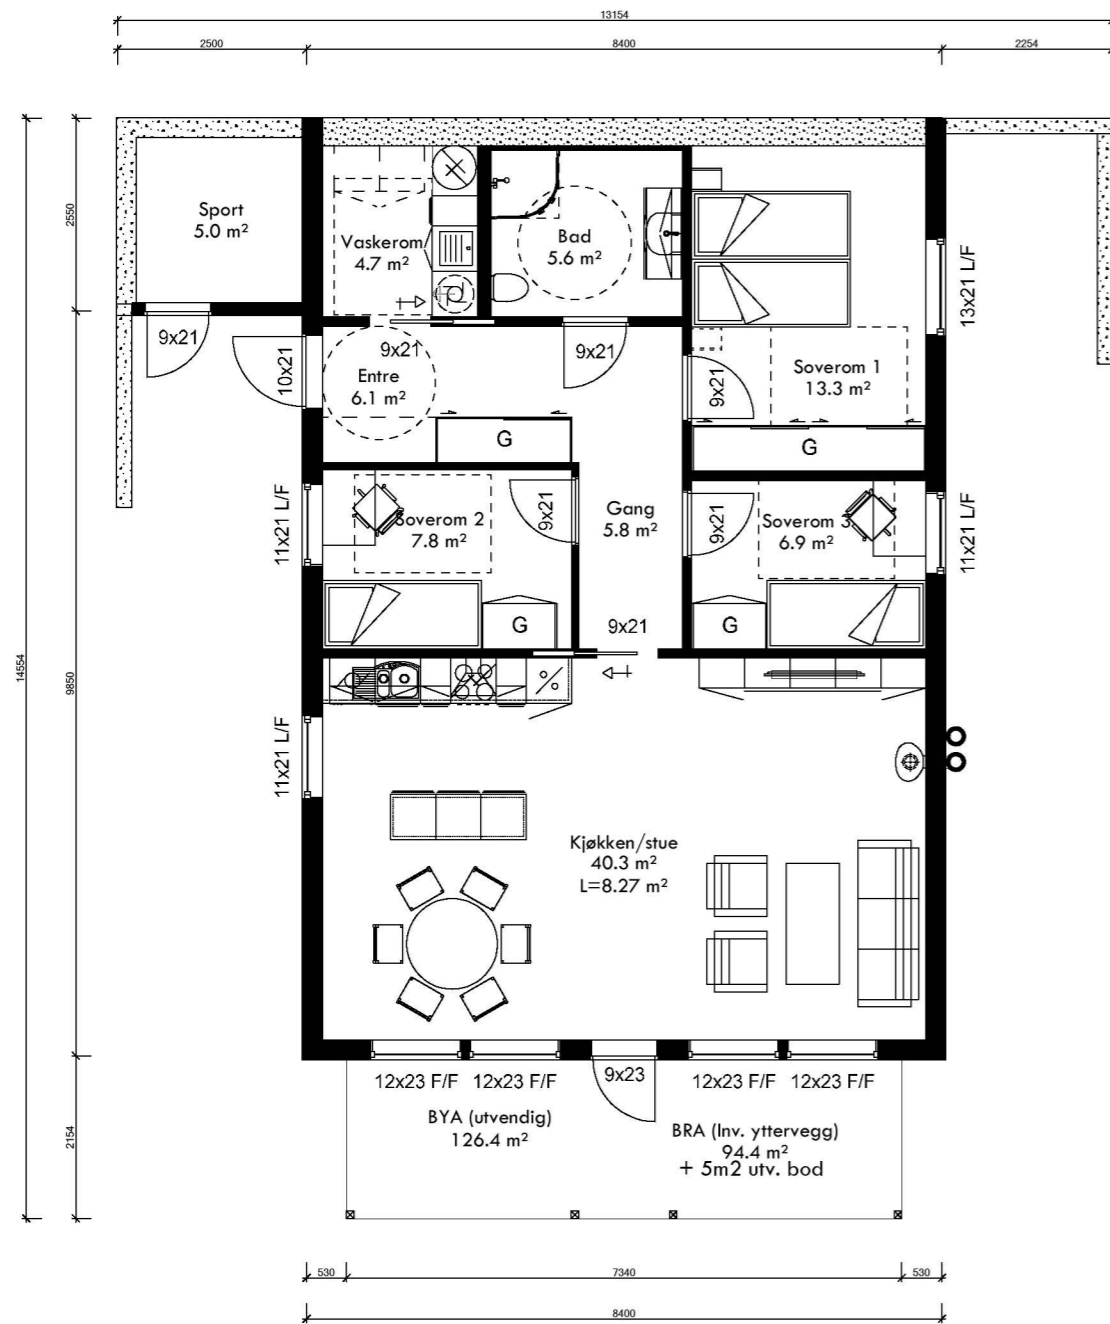 13154
2500
8400
2254
14554
2550
9850
2154
Sport
5.0 m²
Vaskerom
4.7 m²
Bad
5.6 m²
13x21 L/F
9x21
10x21
9x21
9x21
9x21
Entre
6.1 m²
Soverom 1
13.3 m²
G
G
11x21 L/F
Soverom 2
7.8 m²
9x21
Gang
5.8 m²
9x21
Soverom 3
6.9 m²
11x21 L/F
G
9x21
G
11x21 L/F
Kjøkken/stue
40.3 m²
L=8.27 m²
12x23 F/F
12x23 F/F
9x23
12x23 F/F
12x23 F/F
BYA (utvendig)
126.4 m²
BRA (Inv. yttervegg)
94.4 m²
+ 5m2 utv. bod
530
7340
530
8400